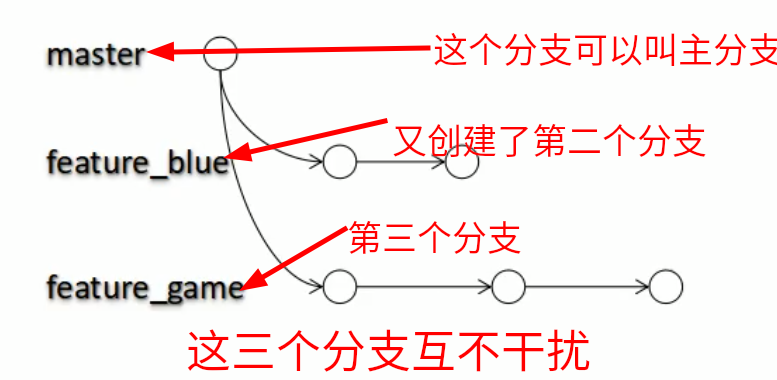 master
这个分支可以叫主分支
feature_blue
又创建了第二个分支
第三个分支
feature_game
这三个分支互不干扰